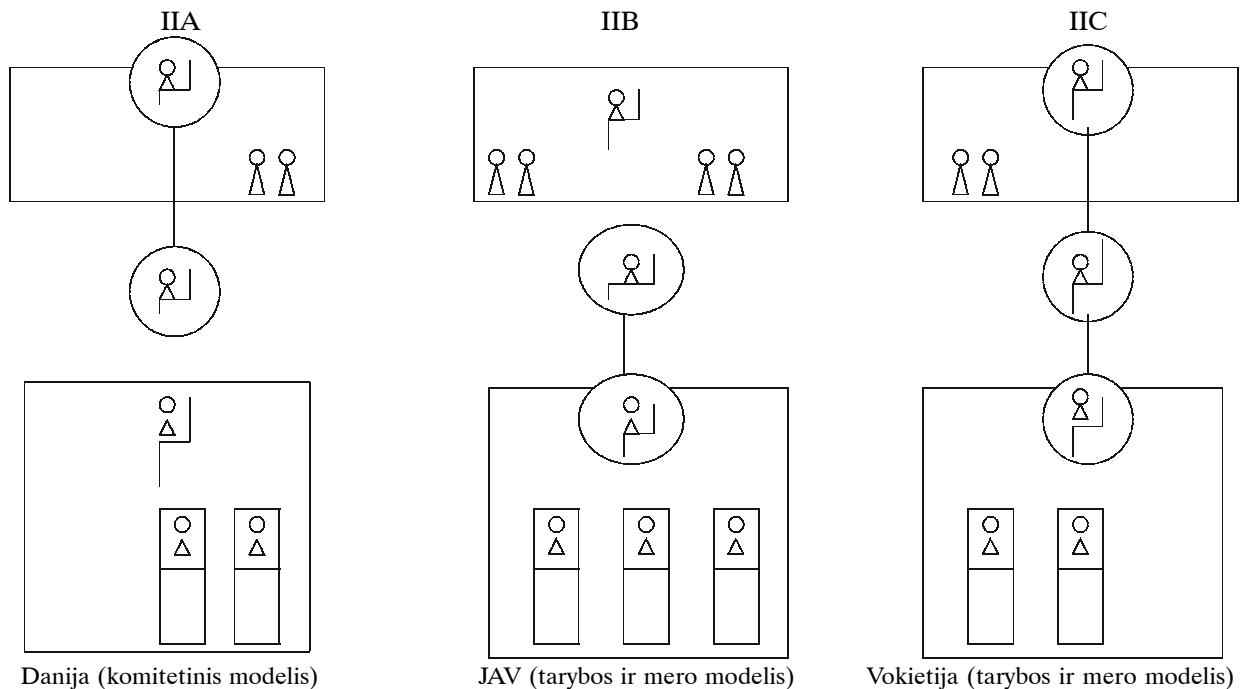 IIA
IIB
IIC
Danija (komitetinis modelis)
JAV (tarybos ir mero modelis)
Vokietija (tarybos ir mero modelis)